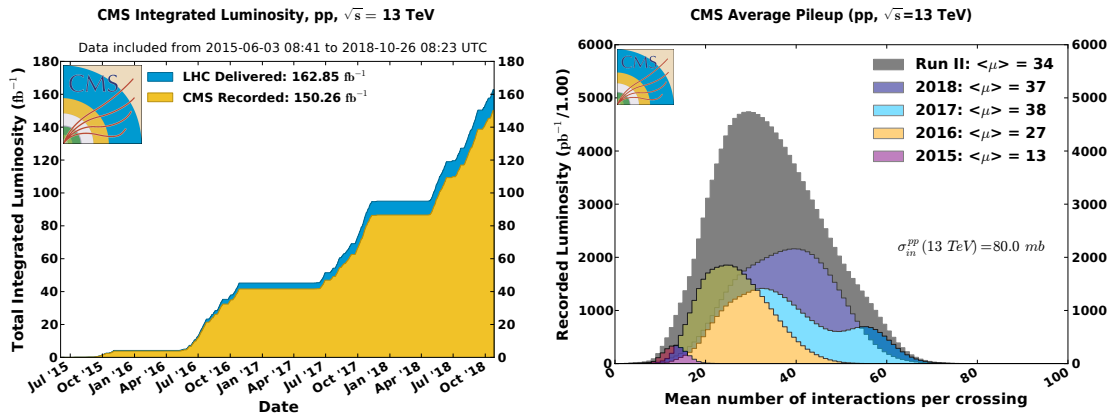 CMS Integrated Luminosity, pp, √s = 13 TeV
Data included from 2015-06-03 08:41 to 2018-10-26 08:23 UTC
CMS
LHC Delivered: 162.85 fb⁻¹
CMS Recorded: 150.26 fb⁻¹
Total Integrated Luminosity (fb⁻¹)
180
160
140
120
100
80
60
40
20
0
180
160
140
120
100
80
60
40
20
0
Jul '15
Oct '15
Jan '16
Apr '16
Jul '16
Oct '16
Jan '17
Apr '17
Jul '17
Oct '17
Jan '18
Apr '18
Jul '18
Oct '18
Date
CMS Average Pileup (pp, √s=13 TeV)
CMS
Run II: <μ> = 34
2018: <μ> = 37
2017: <μ> = 38
2016: <μ> = 27
2015: <μ> = 13
σ_in^pp (13 TeV)=80.0 mb
Recorded Luminosity (pb⁻¹/1.00)
6000
5000
4000
3000
2000
1000
0
6000
5000
4000
3000
2000
1000
0
0
20
40
60
80
100
Mean number of interactions per crossing